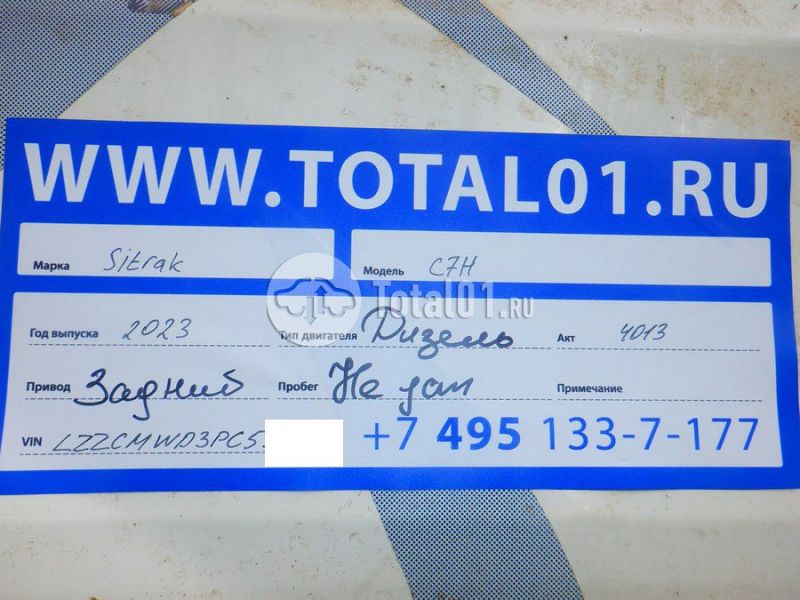 WWW.TOTAL01.RU
Марка Sitrak Модель C7H
Total01.RU
Год выпуска 2023 Тип двигателя Дизель Акт 4013
Привод Задний Пробег Не зап Примечание
VIN LZZCMWD3PC5 +7 495 133-7-177